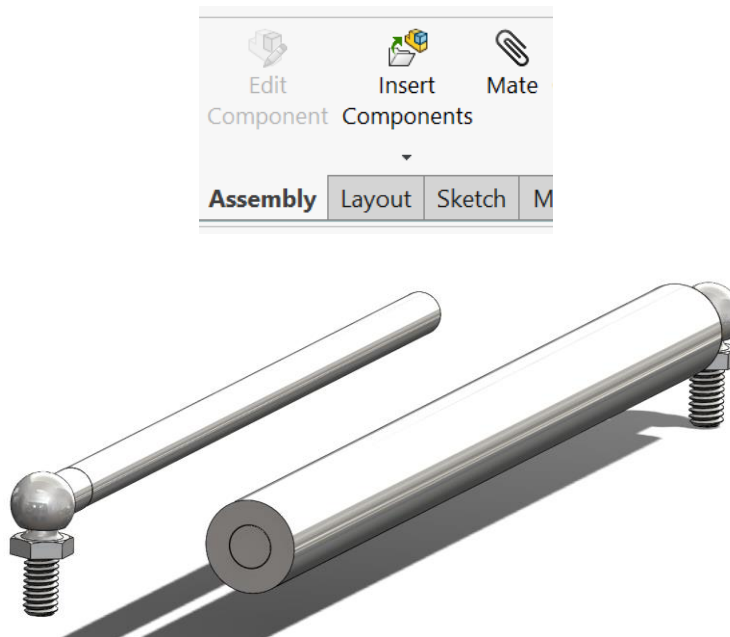 Edit
Component
Insert
Components
Mate
Assembly
Layout
Sketch
M